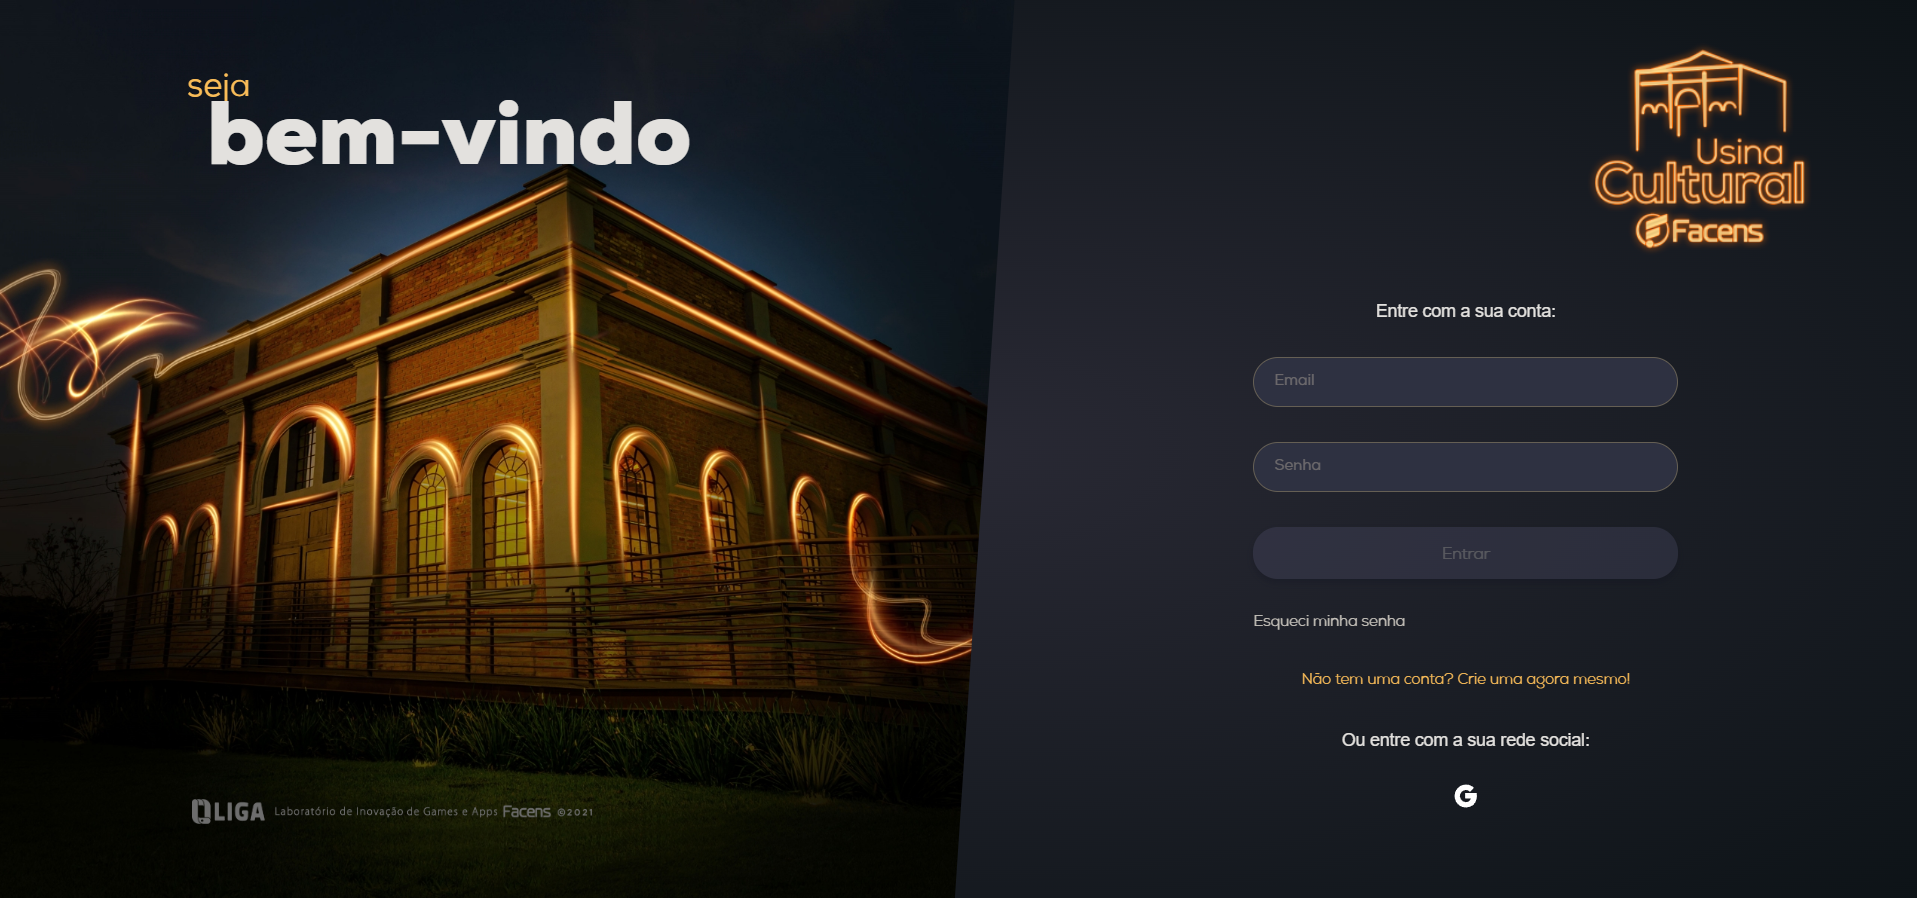 seja
bem-vindo
Usina
Cultural
Facens
Entre com a sua conta:
Email
Senha
Entrar
Esqueci minha senha
Não tem uma conta? Crie uma agora mesmo!
Ou entre com a sua rede social:
G
LIGA Laboratório de Inovação de Games e Apps Facens ©2021